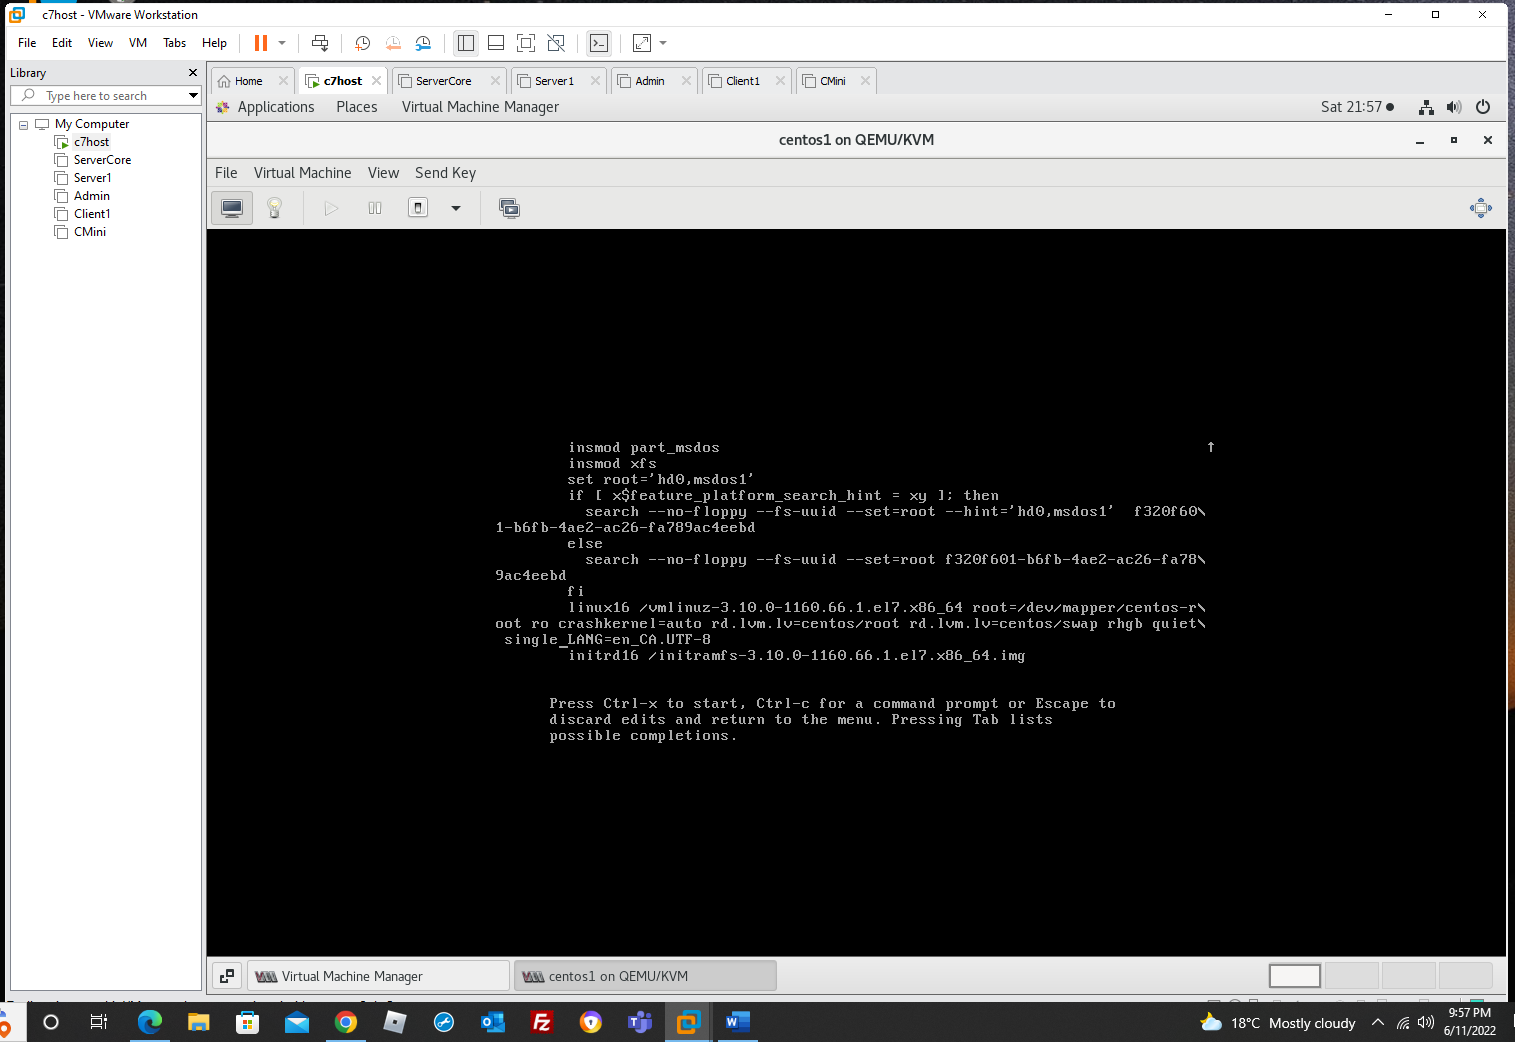 c7host - VMware Workstation
File Edit View VM Tabs Help
Library
Type here to search
My Computer
c7host
ServerCore
Server1
Admin
Client1
CMini
Home c7host ServerCore Server1 Admin Client1 CMini
Applications Places Virtual Machine Manager Sat 21:57
centos1 on QEMU/KVM
File Virtual Machine View Send Key
insmod part_msdos
insmod xfs
set root='hd0,msdos1'
if [ x$feature_platform_search_hint = xy ]; then
search --no-floppy --fs-uuid --set=root --hint='hd0,msdos1'  f320f60\
1-b6fb-4ae2-ac26-fa789ac4eebd
else
search --no-floppy --fs-uuid --set=root f320f601-b6fb-4ae2-ac26-fa78\
9ac4eebd
fi
linux16 /vmlinuz-3.10.0-1160.66.1.el7.x86_64 root=/dev/mapper/centos-r\
oot ro crashkernel=auto rd.lvm.lv=centos/root rd.lvm.lv=centos/swap rhgb quiet\
single_LANG=en_CA.UTF-8
initrd16 /initramfs-3.10.0-1160.66.1.el7.x86_64.img
Press Ctrl-x to start, Ctrl-c for a command prompt or Escape to
discard edits and return to the menu. Pressing Tab lists
possible completions.
Virtual Machine Manager centos1 on QEMU/KVM
18°C Mostly cloudy
9:57 PM
6/11/2022